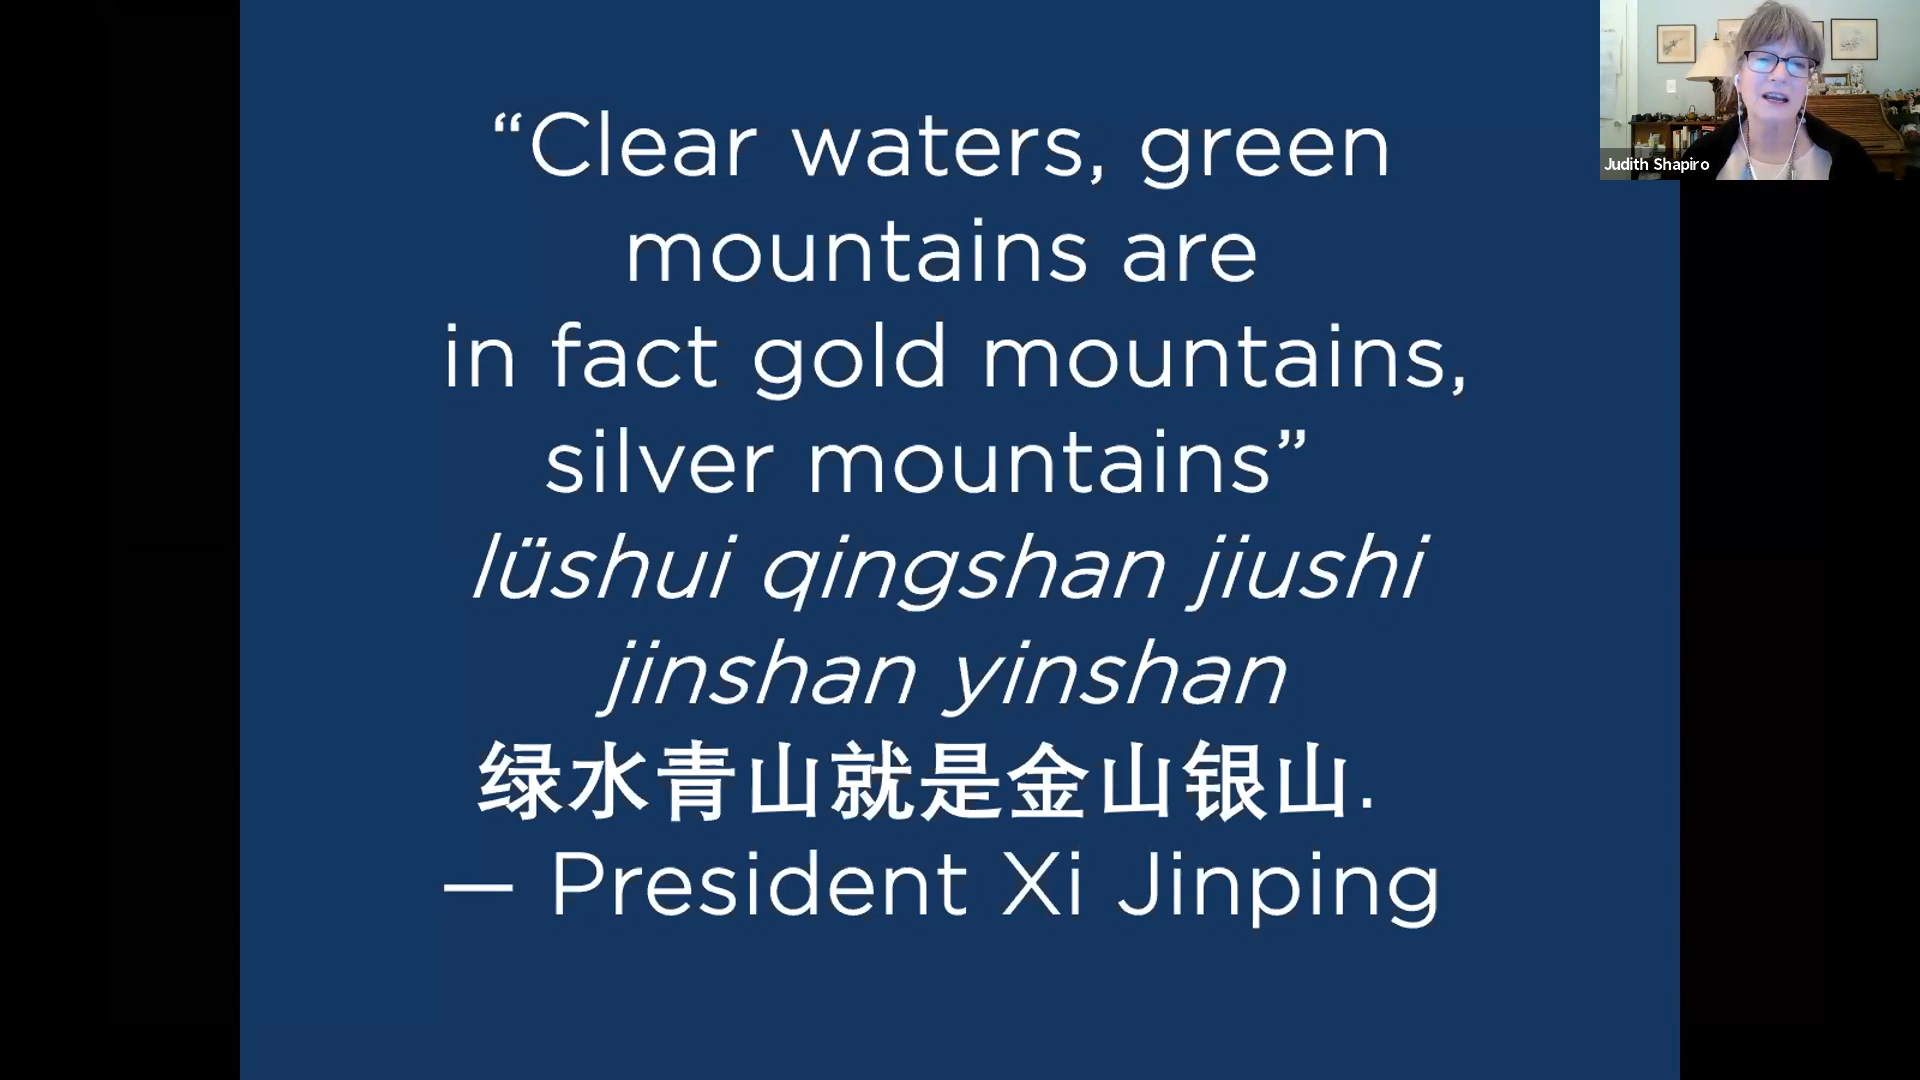 “Clear waters, green
mountains are
in fact gold mountains,
silver mountains”
lüshui qingshan jiushi
jinshan yinshan
绿水青山就是金山银山.
— President Xi Jinping
Judith Shapiro